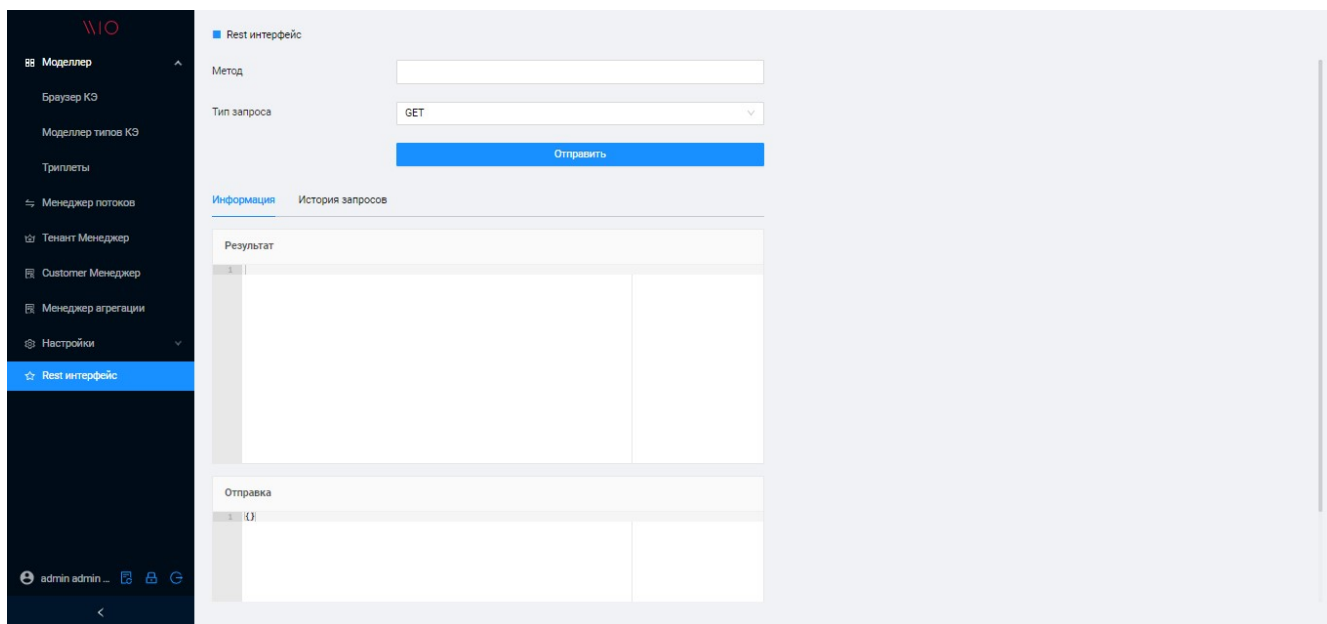 WIO
Моделлер
Браузер КЭ
Моделлер типов КЭ
Триплеты
Менеджер потоков
Тенант Менеджер
Customer Менеджер
Менеджер агрегации
Настройки
Rest интерфейс
admin admin ...
Rest интерфейс
Метод
Тип запроса
GET
Отправить
Информация
История запросов
Результат
1
Отправка
1 {}